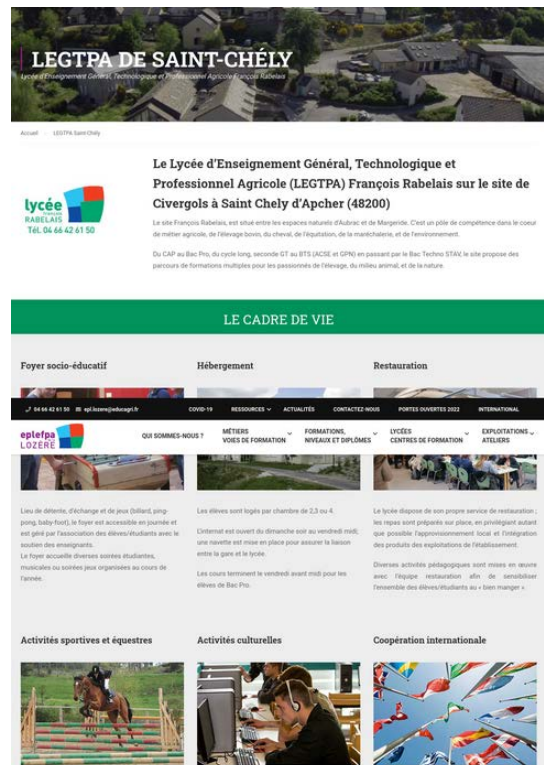 LEGTPA DE SAINT-CHÉLY
Lycée d'Enseignement Général, Technologique et Professionnel Agricole François Rabelais
Accueil
LEGTPA Saint-Chély
Le Lycée d'Enseignement Général, Technologique et
Professionnel Agricole (LEGTPA) François Rabelais sur le site de
Civergols à Saint Chely d'Apcher (48200)
lycée
françois
RABELAIS
Tél. 04 66 42 61 50
Le site François Rabelais, est situé entre les espaces naturels d'Aubrac et de Margeride. C'est un pôle de compétence dans le coeur
de métier agricole, de l'élevage bovin, du cheval, de l'équitation, de la maréchalerie, et de l'environnement.
Du CAP au Bac Pro, du cycle long, seconde GT au BTS (ACSE et GPN) en passant par le Bac Techno STAV, le site propose des
parcours de formations multiples pour les passionnés de l'élevage, du milieu animal, et de la nature.
LE CADRE DE VIE
Foyer socio-éducatif
Hébergement
Restauration
04 66 42 61 50
epl.lozere@educagri.fr
COVID-19
RESSOURCES
ACTUALITÉS
CONTACTEZ-NOUS
PORTES OUVERTES 2022
INTERNATIONAL
eplefpa
LOZÈRE
QUI SOMMES-NOUS ?
MÉTIERS
VOIES DE FORMATION
FORMATIONS,
NIVEAUX ET DIPLÔMES
LYCÉES
CENTRES DE FORMATION
EXPLOITATIONS
ATELIERS
Lieu de détente, d'échange et de jeux (billard, ping-
pong, baby-foot), le foyer est accessible en journée et
est géré par l'association des élèves/étudiants avec le
soutien des enseignants.
Le foyer accueille diverses soirées étudiantes,
musicales ou soirées jeux organisées au cours de
l'année.
Les élèves sont logés par chambre de 2,3 ou 4.
L'internat est ouvert du dimanche soir au vendredi midi;
une navette est mise en place pour assurer la liaison
entre la gare et le lycée.
Les cours terminent le vendredi avant midi pour les
élèves de Bac Pro.
Le lycée dispose de son propre service de restauration ;
les repas sont préparés sur place, en privilégiant autant
que possible l'approvisionnement local et l'intégration
des produits des exploitations de l'établissement.
Diverses activités pédagogiques sont mises en œuvre
avec l'équipe restauration afin de sensibiliser
l'ensemble des élèves/étudiants au « bien manger ».
Activités sportives et équestres
Activités culturelles
Coopération internationale